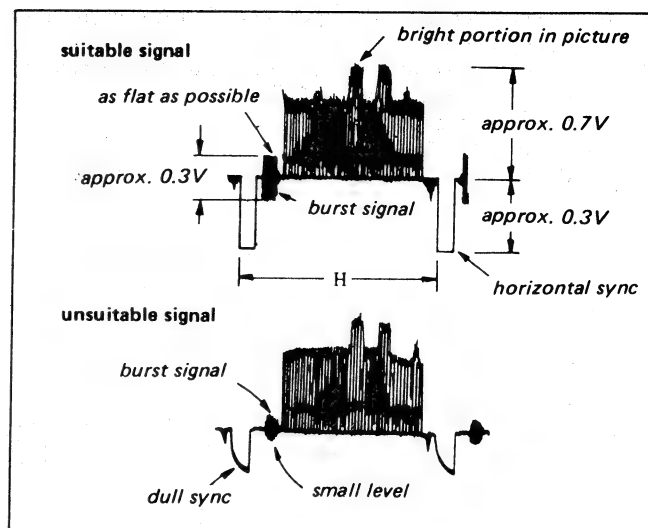 suitable signal
bright portion in picture
as flat as possible
approx. 0.7V
approx. 0.3V
burst signal
approx. 0.3V
H
horizontal sync
unsuitable signal
burst signal
dull sync
small level